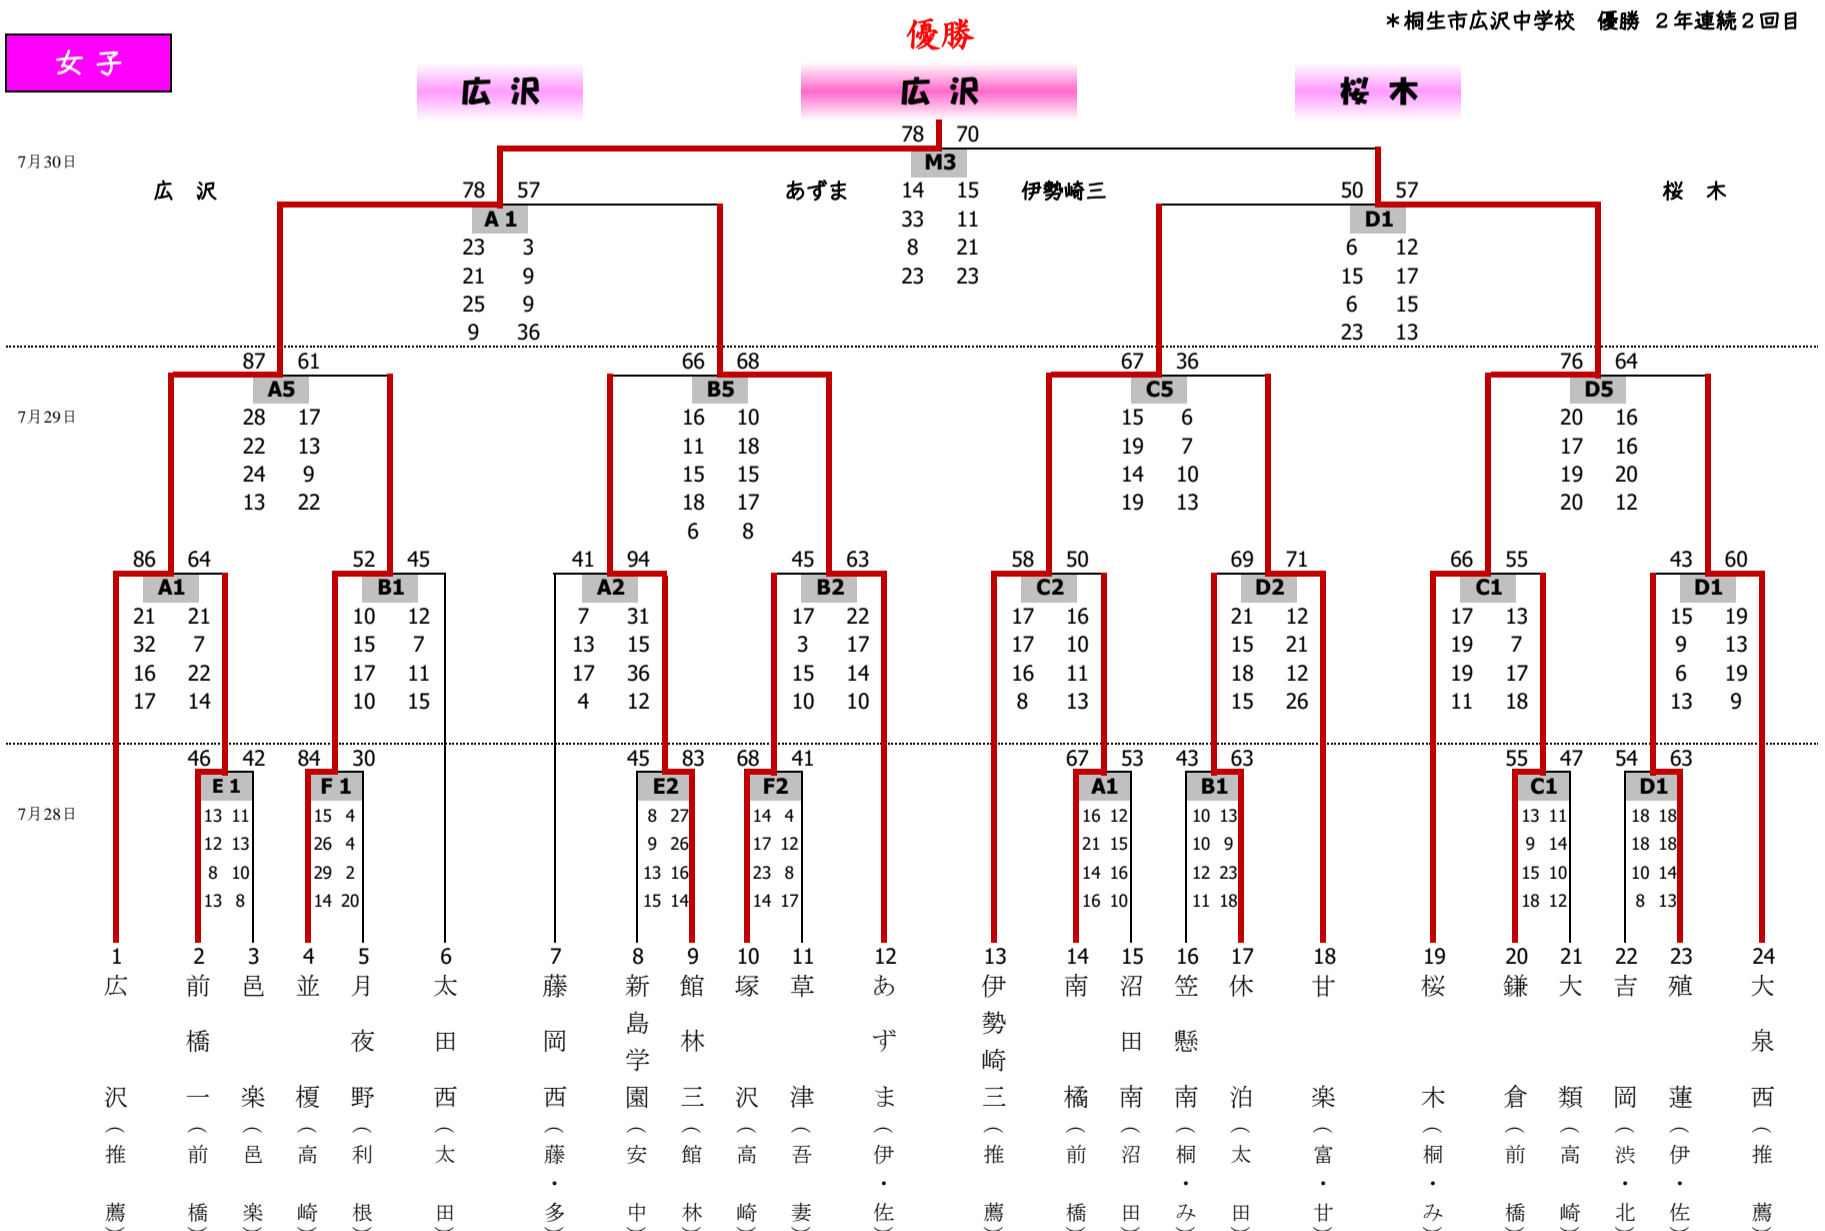 *桐生市広沢中学校　優勝 2年連続2回目
優勝
女子
広沢 広沢 桜木
78 70
7月30日
M3
広沢 78 57 あずま 14 15 伊勢崎三 50 57 桜木
A 1 33 11 D1
23 3 8 21 6 12
21 9 23 23 15 17
25 9 6 15
9 36 23 13
87 61 66 68 67 36 76 64
A5 B5 C5 D5
7月29日 28 17 16 10 15 6 20 16
22 13 11 18 19 7 17 16
24 9 15 15 14 10 19 20
13 22 18 17 19 13 20 12
6 8
86 64 52 45 41 94 45 63 58 50 69 71 66 55 43 60
A1 B1 A2 B2 C2 D2 C1 D1
21 21 10 12 7 31 17 22 17 16 21 12 17 13 15 19
32 7 15 7 13 15 3 17 17 10 15 21 19 7 9 13
16 22 17 11 17 36 15 14 16 11 18 12 19 17 6 19
17 14 10 15 4 12 10 10 8 13 15 26 11 18 13 9
46 42 84 30 45 83 68 41 67 53 43 63 55 47 54 63
E 1 F 1 E2 F2 A1 B1 C1 D1
7月28日 13 11 15 4 8 27 14 4 16 12 10 13 13 11 18 18
12 13 26 4 9 26 17 12 21 15 10 9 9 14 18 18
8 10 29 2 13 16 23 8 14 16 12 23 15 10 10 14
13 8 14 20 15 14 14 17 16 10 11 18 18 12 8 13
1 広沢（推薦）
2 前橋一（前橋）
3 邑楽（邑楽）
4 並榎（高崎）
5 月夜野（利根）
6 太田西（太田）
7 藤岡西（藤・多）
8 新島学園（安中）
9 館林三（館林）
10 塚沢（高崎）
11 草津（吾妻）
12 あずま（伊・佐）
13 伊勢崎三（推薦）
14 南橘（前橋）
15 沼田南（沼田）
16 笠懸南（桐・み）
17 休泊（太田）
18 甘楽（富・甘）
19 桜木（桐・み）
20 鎌倉（前橋）
21 大類（高崎）
22 吉岡（渋・北）
23 殖蓮（伊・佐）
24 大泉西（推薦）